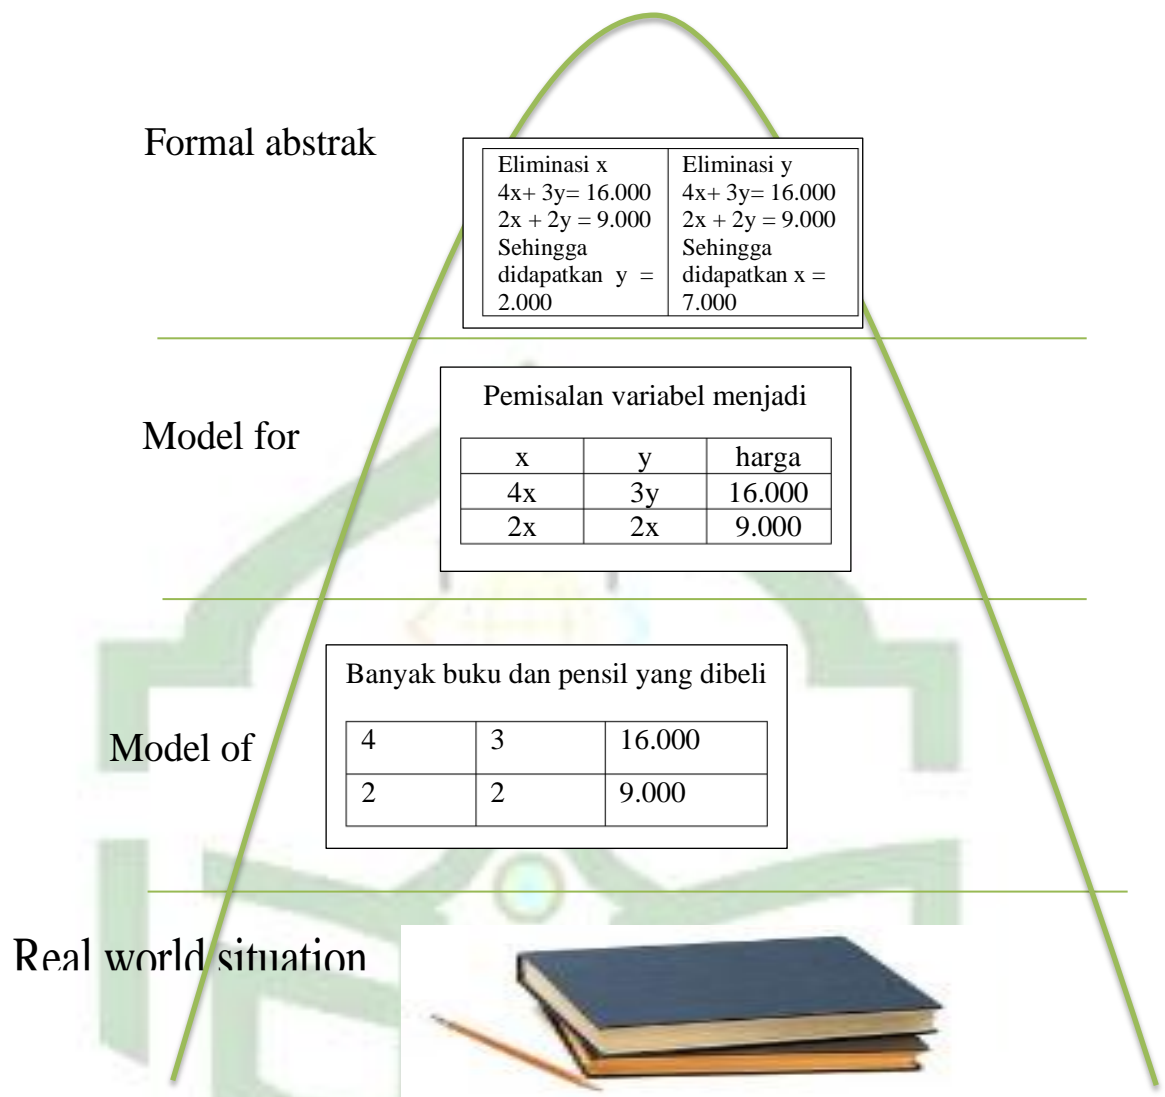 Formal abstrak
Eliminasi x
4x+ 3y= 16.000
2x + 2y = 9.000
Sehingga
didapatkan y =
2.000
Eliminasi y
4x+ 3y= 16.000
2x + 2y = 9.000
Sehingga
didapatkan x =
7.000
Model for
Pemisalan variabel menjadi
x y harga
4x 3y 16.000
2x 2x 9.000
Model of
Banyak buku dan pensil yang dibeli
4 3 16.000
2 2 9.000
Real world situation